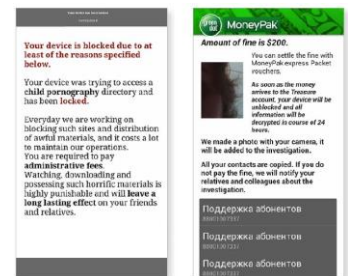 Your device is blocked due to at
least of the reasons specified
below.
Your device was trying to access a
child pornography directory and
has been locked.
Everyday we are working on
blocking such sites and distribution
of awful materials, and it costs a lot
to maintain our operations.
You are required to pay
administrative fees.
Watching, downloading and
possessing such horrific materials is
highly punishable and will leave a
long lasting effect on your friends
and relatives.
green
dot
MoneyPak
Amount of fine is $200.
You can settle the fine with
MoneyPak express Packet
vouchers.
As soon as the money
arrives to the Treasure
account, your device will be
unblocked and all
information will be
decrypted in course of 24
hours.
We made a photo with your camera, it
will be added to the investigation.
All your contacts are copied. If you do
not pay the fine, we will notify your
relatives and colleagues about the
investigation.
Поддержка абонентов
Поддержка абонентов
Поддержка абонентов